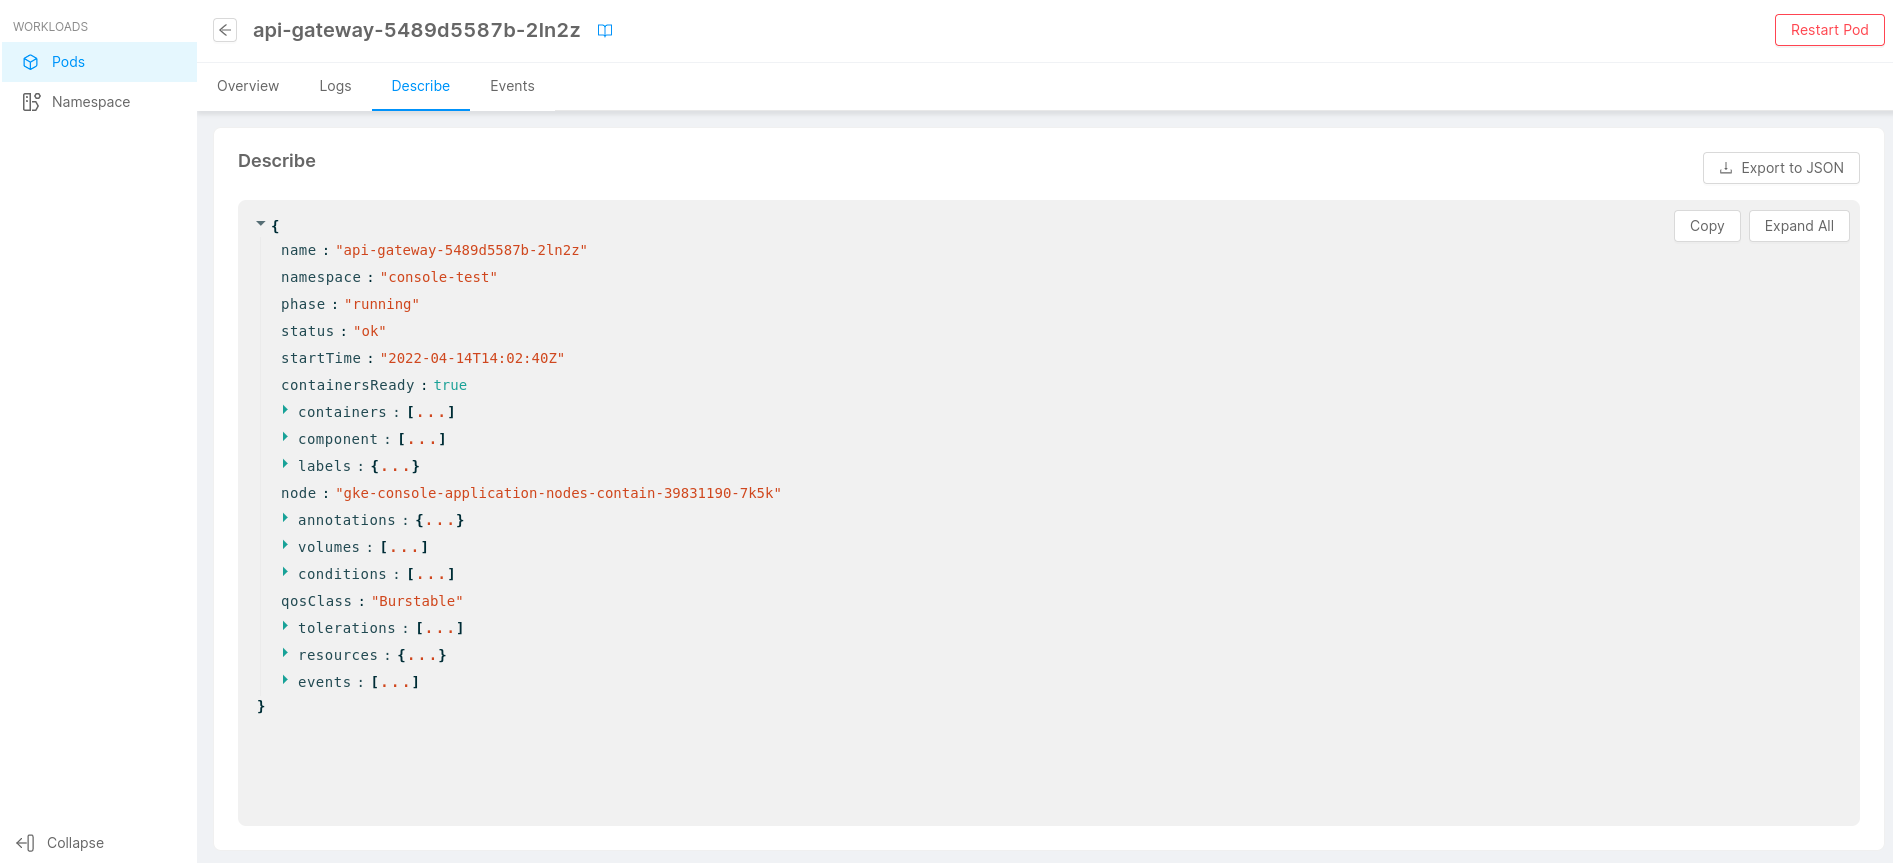 WORKLOADS
Pods
Namespace
Collapse
api-gateway-5489d5587b-2ln2z
Restart Pod
Overview
Logs
Describe
Events
Describe
Export to JSON
Copy
Expand All
{
name : "api-gateway-5489d5587b-2ln2z"
namespace : "console-test"
phase : "running"
status : "ok"
startTime : "2022-04-14T14:02:40Z"
containersReady : true
containers : [...]
component : [...]
labels : {...}
node : "gke-console-application-nodes-contain-39831190-7k5k"
annotations : {...}
volumes : [...]
conditions : [...]
qosClass : "Burstable"
tolerations : [...]
resources : {...}
events : [...]
}